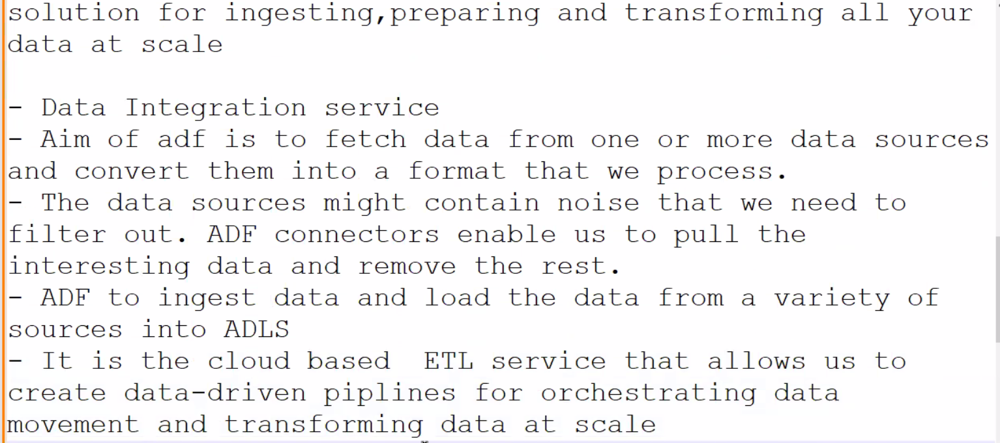 solution for ingesting,preparing and transforming all your
data at scale
- Data Integration service
- Aim of adf is to fetch data from one or more data sources
and convert them into a format that we process.
- The data sources might contain noise that we need to
filter out. ADF connectors enable us to pull the
interesting data and remove the rest.
- ADF to ingest data and load the data from a variety of
sources into ADLS
- It is the cloud based  ETL service that allows us to
create data-driven piplines for orchestrating data
movement and transforming data at scale